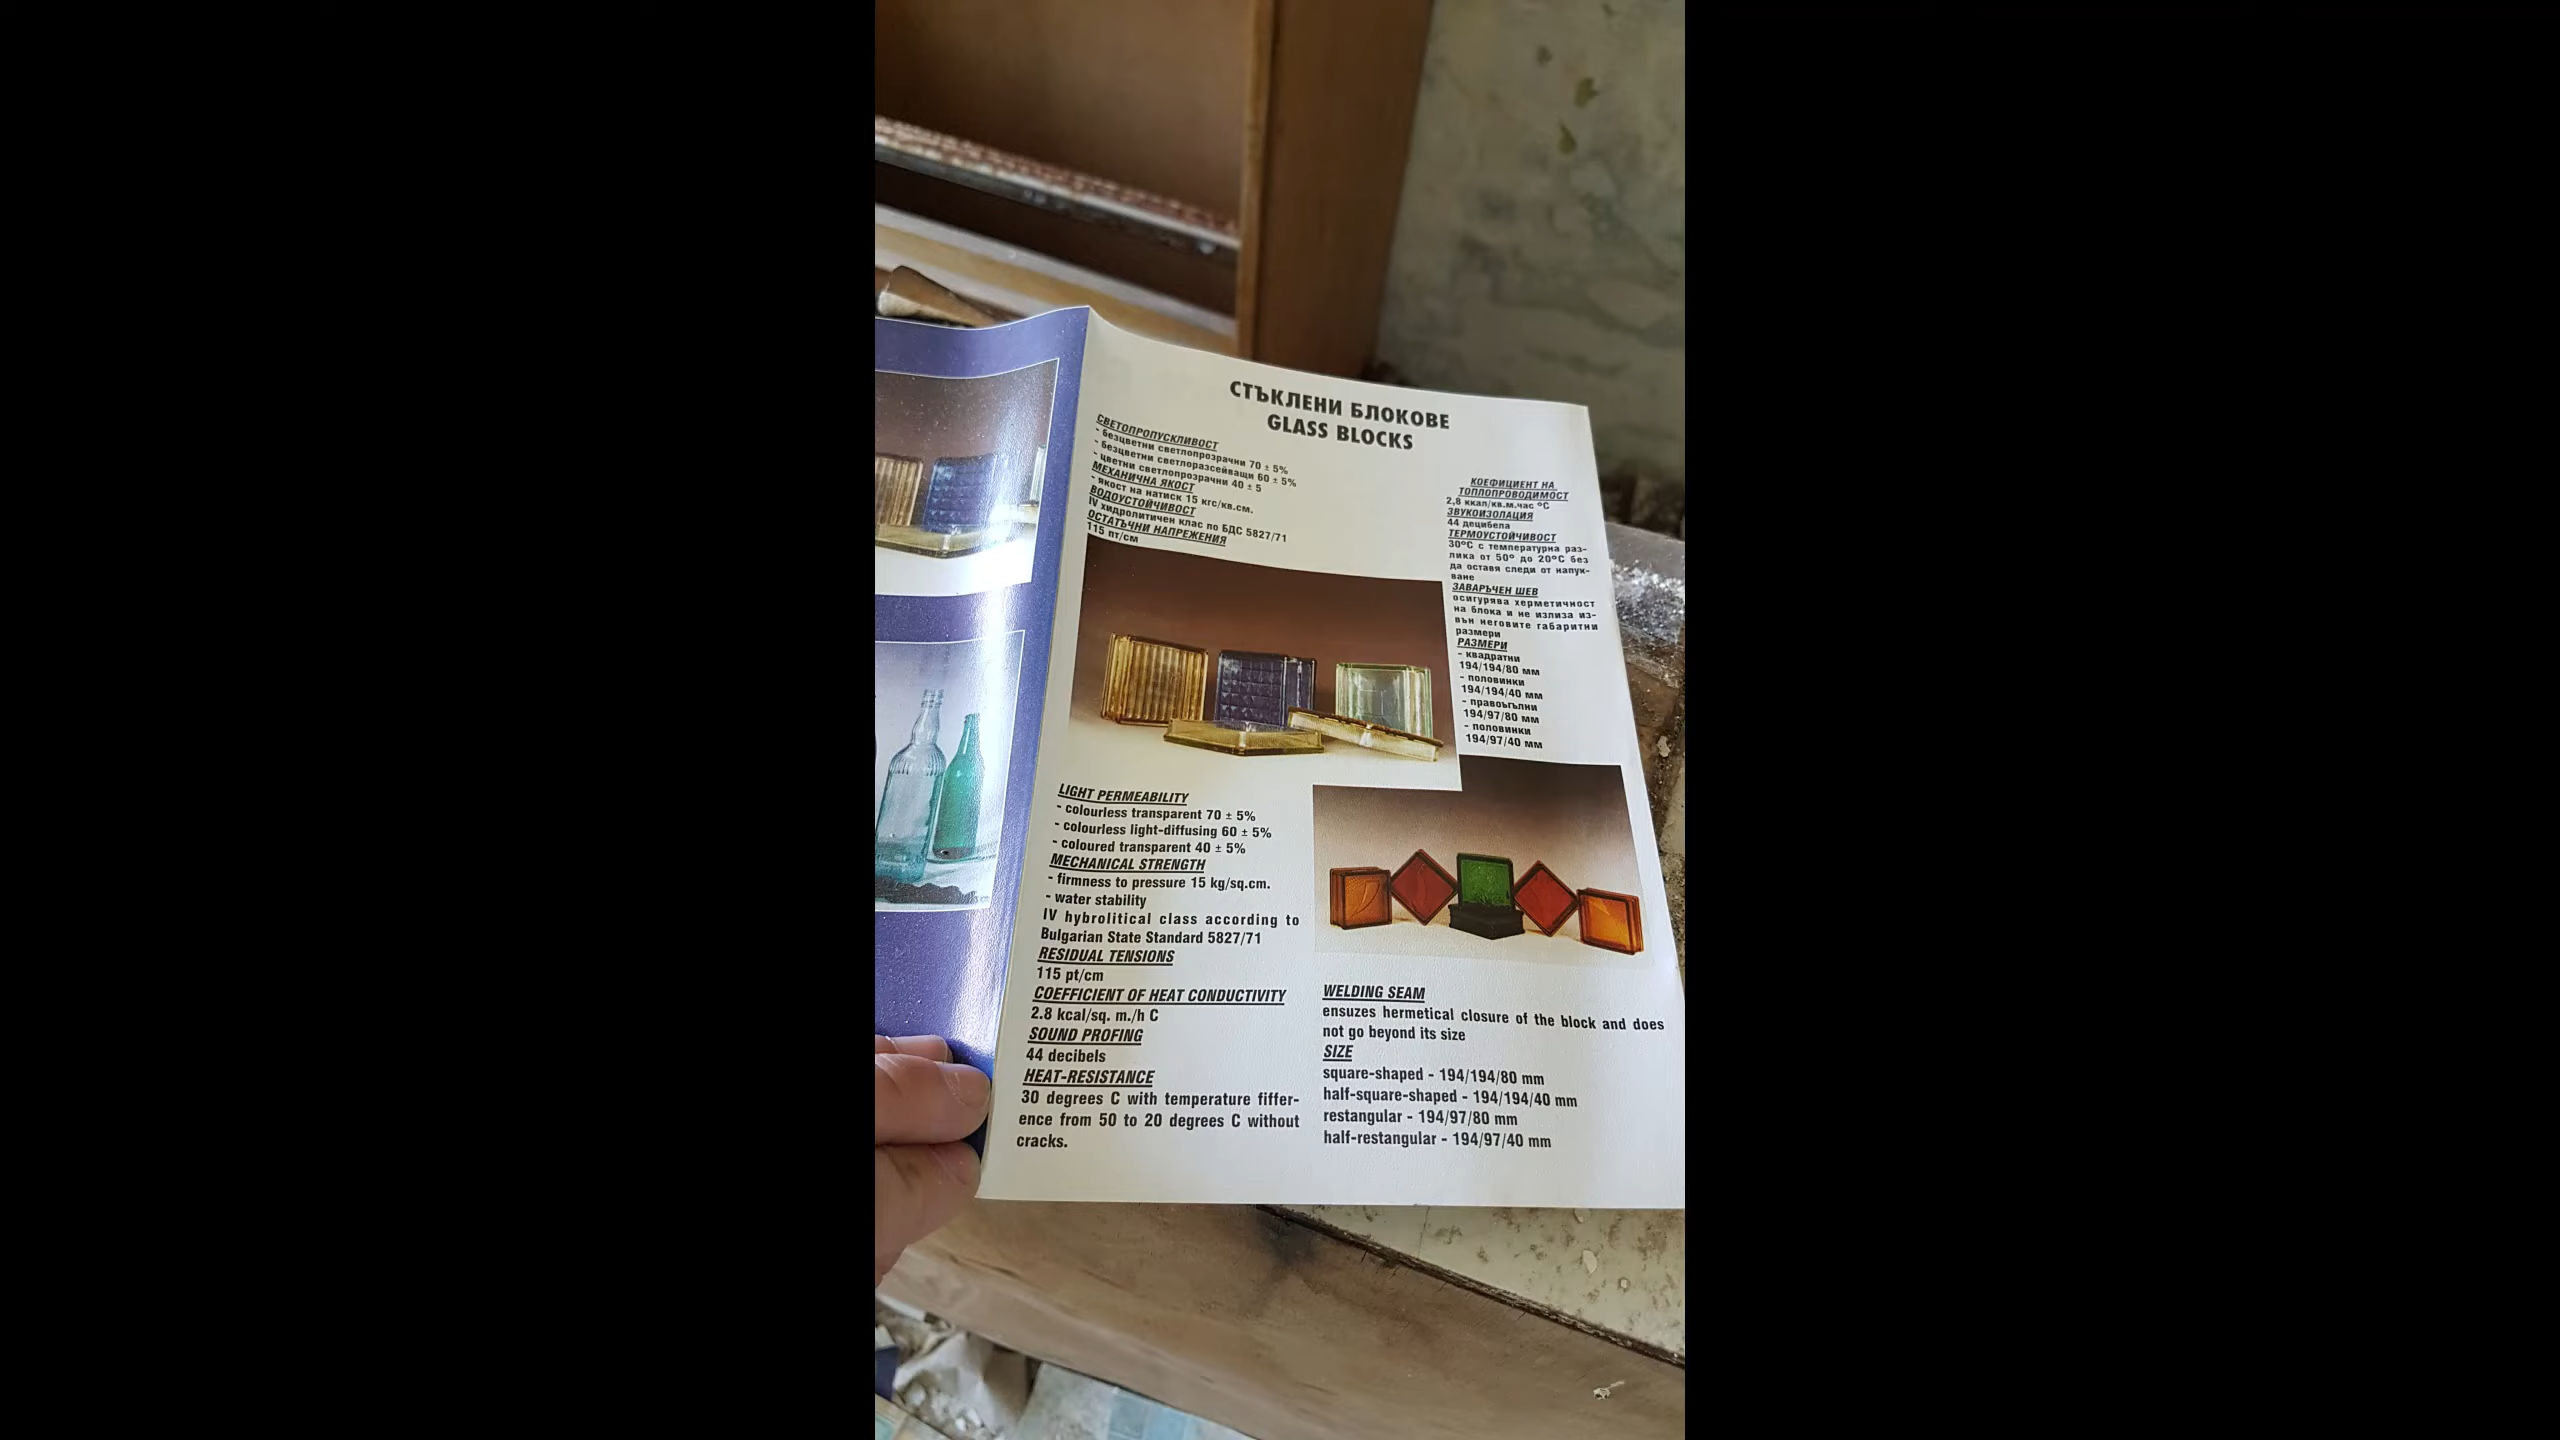 СТЪКЛЕНИ БЛОКОВЕ
GLASS BLOCKS
СВЕТОПРОПУСКЛИВОСТ
- безцветни светлопрозрачни 70 ± 5%
- безцветни светлоразсейващи 60 ± 5%
- цветни светлопрозрачни 40 ± 5
МЕХАНИЧНА ЯКОСТ
- якост на натиск 15 кгс/кв.см.
ВОДОУСТОЙЧИВОСТ
IV хидролитичен клас по БДС 5827/71
ОСТАТЪЧНИ НАПРЕЖЕНИЯ
115 пт/см
КОЕФИЦИЕНТ НА
ТОПЛОПРОВОДИМОСТ
2,8 ккал/кв.м.час °С
ЗВУКОИЗОЛАЦИЯ
44 децибела
ТЕРМОУСТОЙЧИВОСТ
30°С с температурна раз-
лика от 50° до 20°С без
да оставя следи от напук-
ване
ЗАВАРЪЧЕН ШЕВ
осигурява херметичност
на блока и не излиза из-
вън неговите габаритни
размери
РАЗМЕРИ
- квадратни
194/194/80 мм
- половинки
194/194/40 мм
- правоъгълни
194/97/80 мм
- половинки
194/97/40 мм
LIGHT PERMEABILITY
- colourless transparent 70 ± 5%
- colourless light-diffusing 60 ± 5%
- coloured transparent 40 ± 5%
MECHANICAL STRENGTH
- firmness to pressure 15 kg/sq.cm.
- water stability
IV hybrolitical class according to
Bulgarian State Standard 5827/71
RESIDUAL TENSIONS
115 pt/cm
COEFFICIENT OF HEAT CONDUCTIVITY
2.8 kcal/sq. m./h C
SOUND PROFING
44 decibels
HEAT-RESISTANCE
30 degrees C with temperature fiffer-
ence from 50 to 20 degrees C without
cracks.
WELDING SEAM
ensuzes hermetical closure of the block and does
not go beyond its size
SIZE
square-shaped - 194/194/80 mm
half-square-shaped - 194/194/40 mm
restangular - 194/97/80 mm
half-restangular - 194/97/40 mm